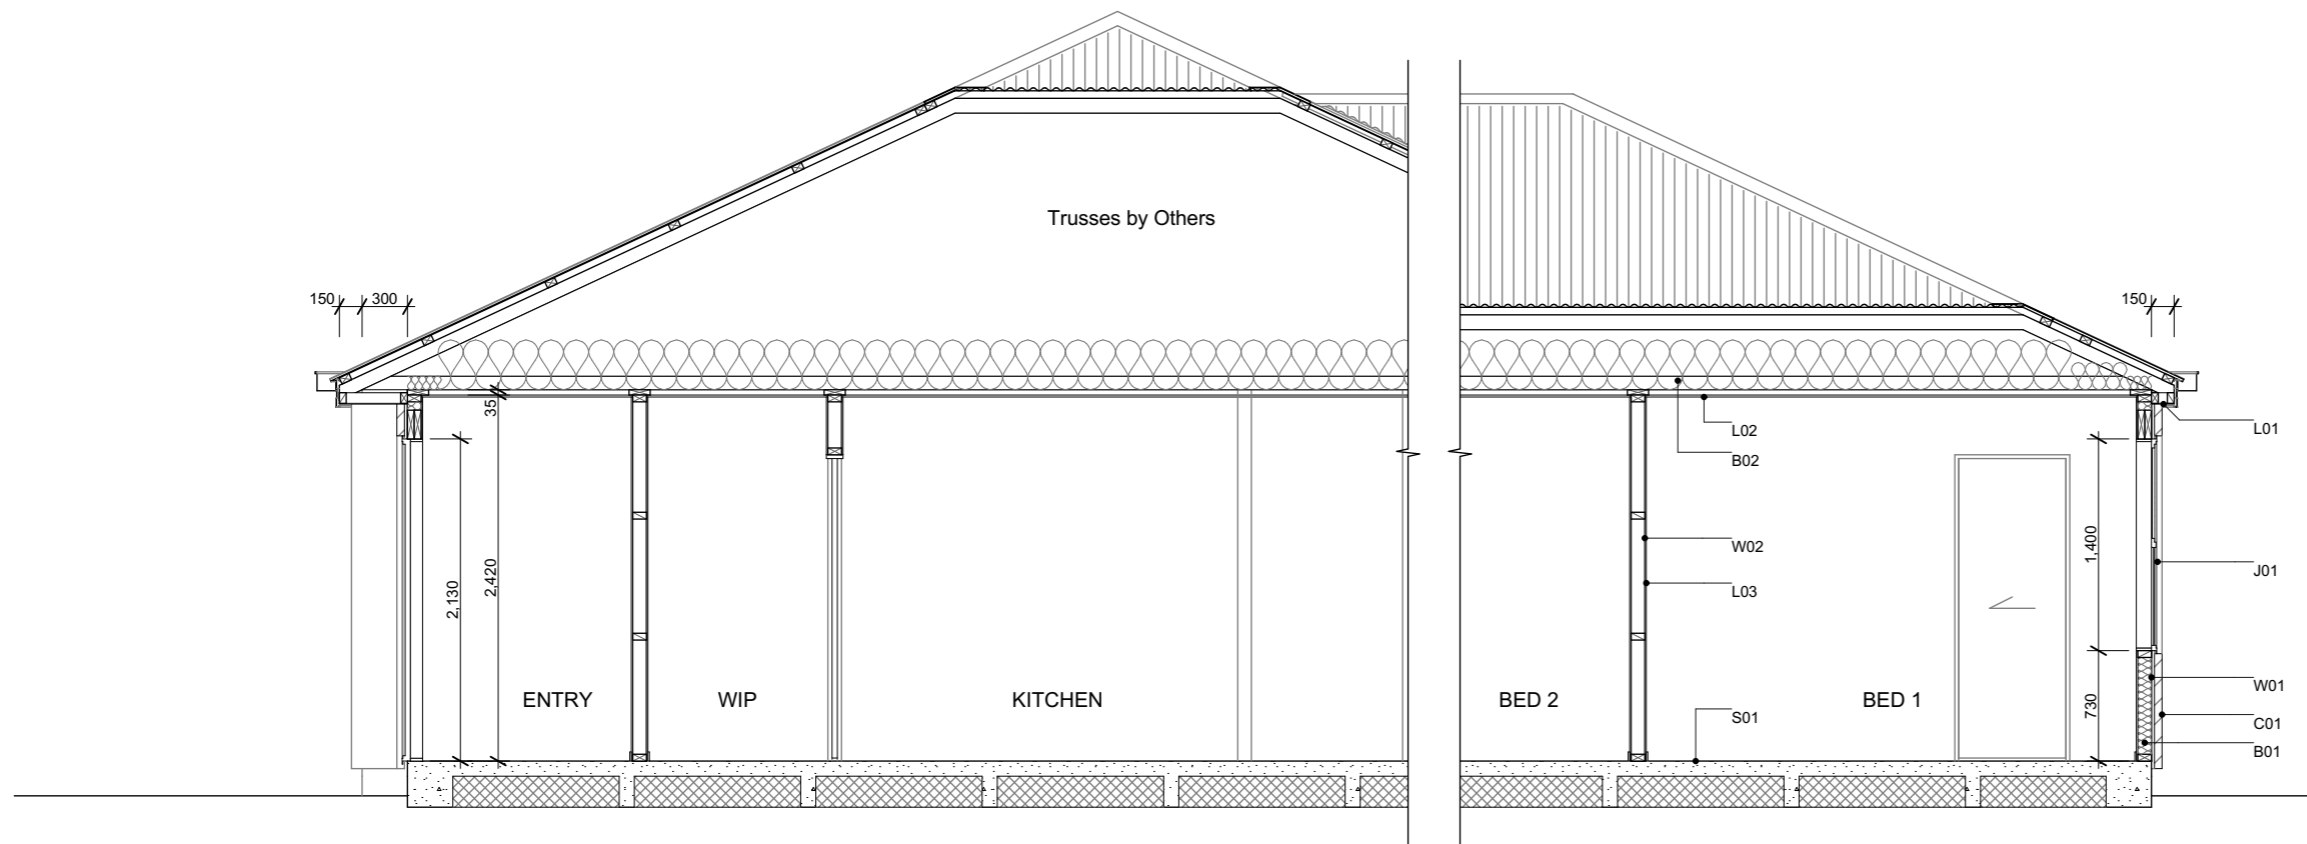 Trusses by Others
150
300
150
35
L02
L01
B02
2,130
2,420
W02
1,400
J01
L03
ENTRY
WIP
KITCHEN
BED 2
BED 1
W01
730
S01
C01
B01